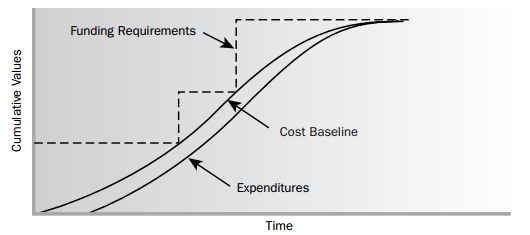 Funding Requirements
Cumulative Values
Cost Baseline
Expenditures
Time